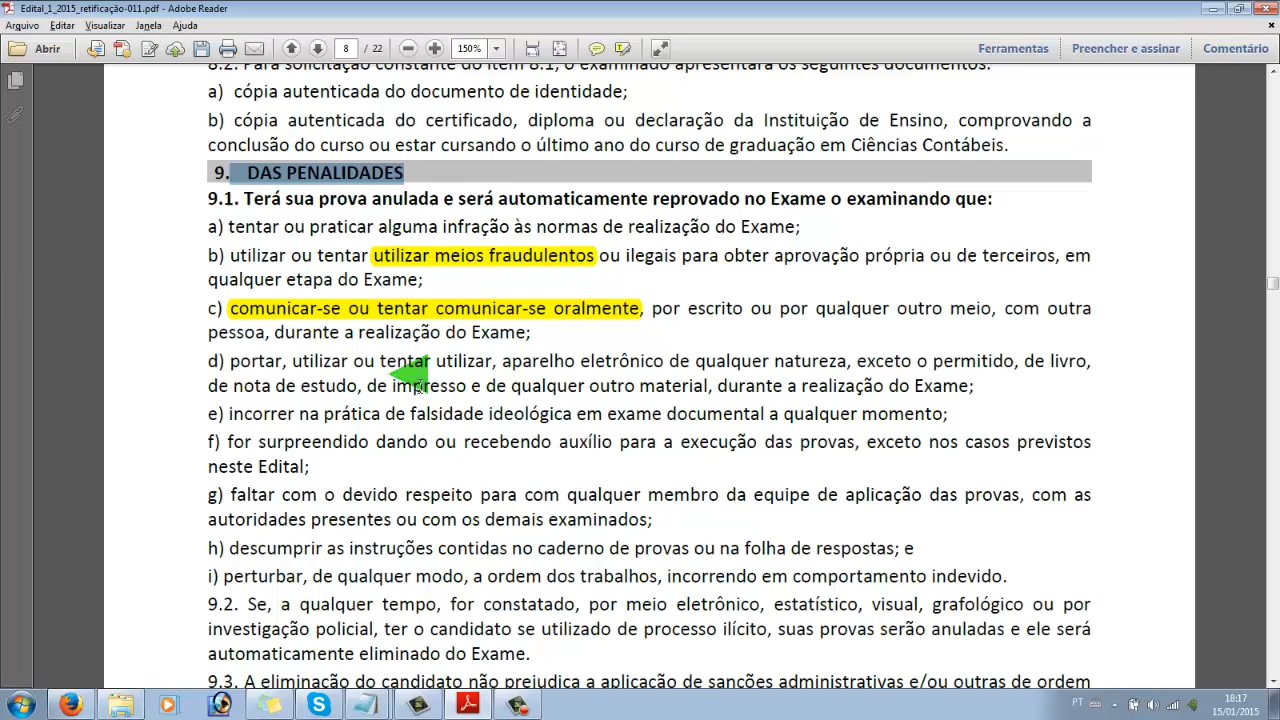 Edital_1_2015_retificação-011.pdf - Adobe Reader
Arquivo Editar Visualizar Janela Ajuda
Abrir 8 / 22 150% Ferramentas Preencher e assinar Comentário
8.2. Para solicitação constante do item 8.1, o examinado apresentará os seguintes documentos:
a) cópia autenticada do documento de identidade;
b) cópia autenticada do certificado, diploma ou declaração da Instituição de Ensino, comprovando a
conclusão do curso ou estar cursando o último ano do curso de graduação em Ciências Contábeis.
9. DAS PENALIDADES
9.1. Terá sua prova anulada e será automaticamente reprovado no Exame o examinando que:
a) tentar ou praticar alguma infração às normas de realização do Exame;
b) utilizar ou tentar utilizar meios fraudulentos ou ilegais para obter aprovação própria ou de terceiros, em
qualquer etapa do Exame;
c) comunicar-se ou tentar comunicar-se oralmente, por escrito ou por qualquer outro meio, com outra
pessoa, durante a realização do Exame;
d) portar, utilizar ou tentar utilizar, aparelho eletrônico de qualquer natureza, exceto o permitido, de livro,
de nota de estudo, de impresso e de qualquer outro material, durante a realização do Exame;
e) incorrer na prática de falsidade ideológica em exame documental a qualquer momento;
f) for surpreendido dando ou recebendo auxílio para a execução das provas, exceto nos casos previstos
neste Edital;
g) faltar com o devido respeito para com qualquer membro da equipe de aplicação das provas, com as
autoridades presentes ou com os demais examinados;
h) descumprir as instruções contidas no caderno de provas ou na folha de respostas; e
i) perturbar, de qualquer modo, a ordem dos trabalhos, incorrendo em comportamento indevido.
9.2. Se, a qualquer tempo, for constatado, por meio eletrônico, estatístico, visual, grafológico ou por
investigação policial, ter o candidato se utilizado de processo ilícito, suas provas serão anuladas e ele será
automaticamente eliminado do Exame.
9.3. A eliminação do candidato não prejudica a aplicação de sanções administrativas e/ou outras de ordem
PT 18:17
15/01/2015